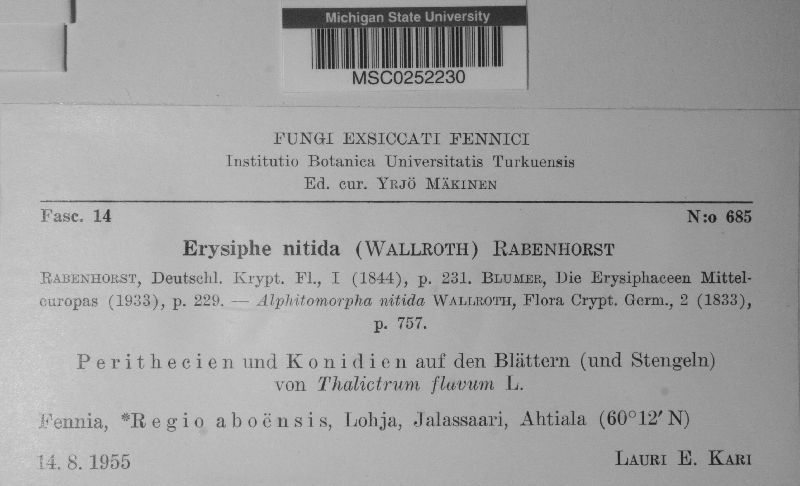 Michigan State University
MSC0252230
FUNGI EXSICCATI FENNICI
Institutio Botanica Universitatis Turkuensis
Ed. cur. YRJÖ MÄKINEN
Fasc. 14 N:o 685
Erysiphe nitida (WALLROTH) RABENHORST
RABENHORST, Deutschl. Krypt. Fl., I (1844), p. 231. BLUMER, Die Erysiphaceen Mittel-
europas (1933), p. 229. — Alphitomorpha nitida WALLROTH, Flora Crypt. Germ., 2 (1833),
p. 757.
Perithecien und Konidien auf den Blättern (und Stengeln)
von Thalictrum flavum L.
Fennia, *Regio aboënsis, Lohja, Jalassaari, Ahtiala (60°12′ N)
14. 8. 1955 LAURI E. KARI